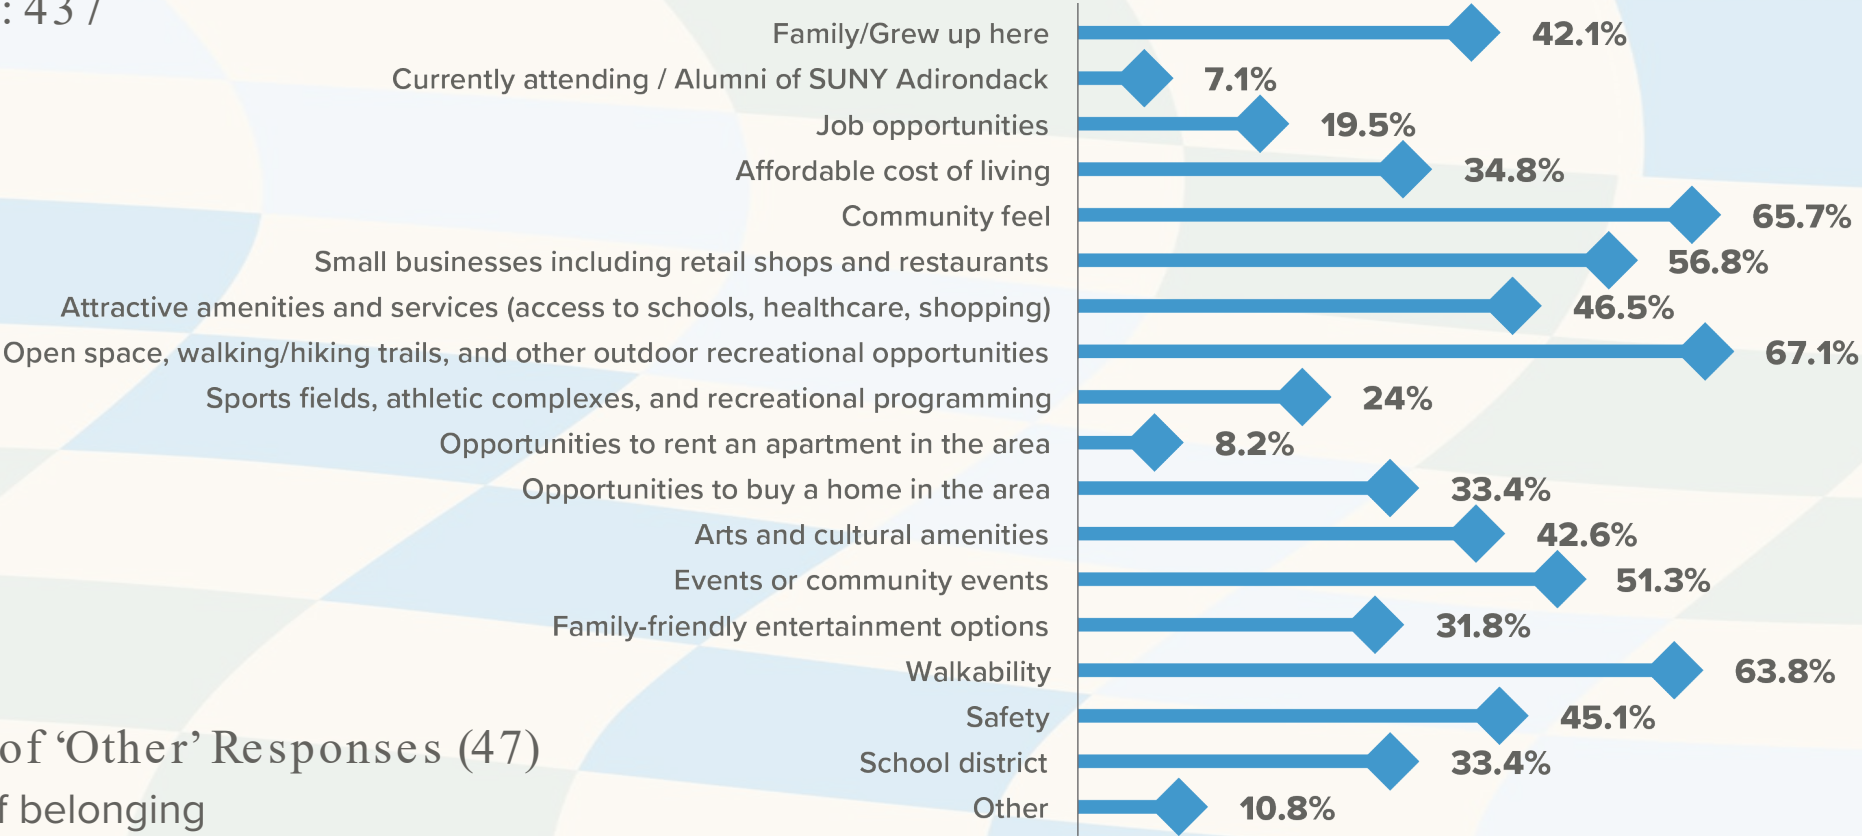 : 437
Family/Grew up here 42.1%
Currently attending / Alumni of SUNY Adirondack 7.1%
Job opportunities 19.5%
Affordable cost of living 34.8%
Community feel 65.7%
Small businesses including retail shops and restaurants 56.8%
Attractive amenities and services (access to schools, healthcare, shopping) 46.5%
Open space, walking/hiking trails, and other outdoor recreational opportunities 67.1%
Sports fields, athletic complexes, and recreational programming 24%
Opportunities to rent an apartment in the area 8.2%
Opportunities to buy a home in the area 33.4%
Arts and cultural amenities 42.6%
Events or community events 51.3%
Family-friendly entertainment options 31.8%
Walkability 63.8%
Safety 45.1%
of ‘Other’ Responses (47)
School district 33.4%
Other 10.8%
f belonging